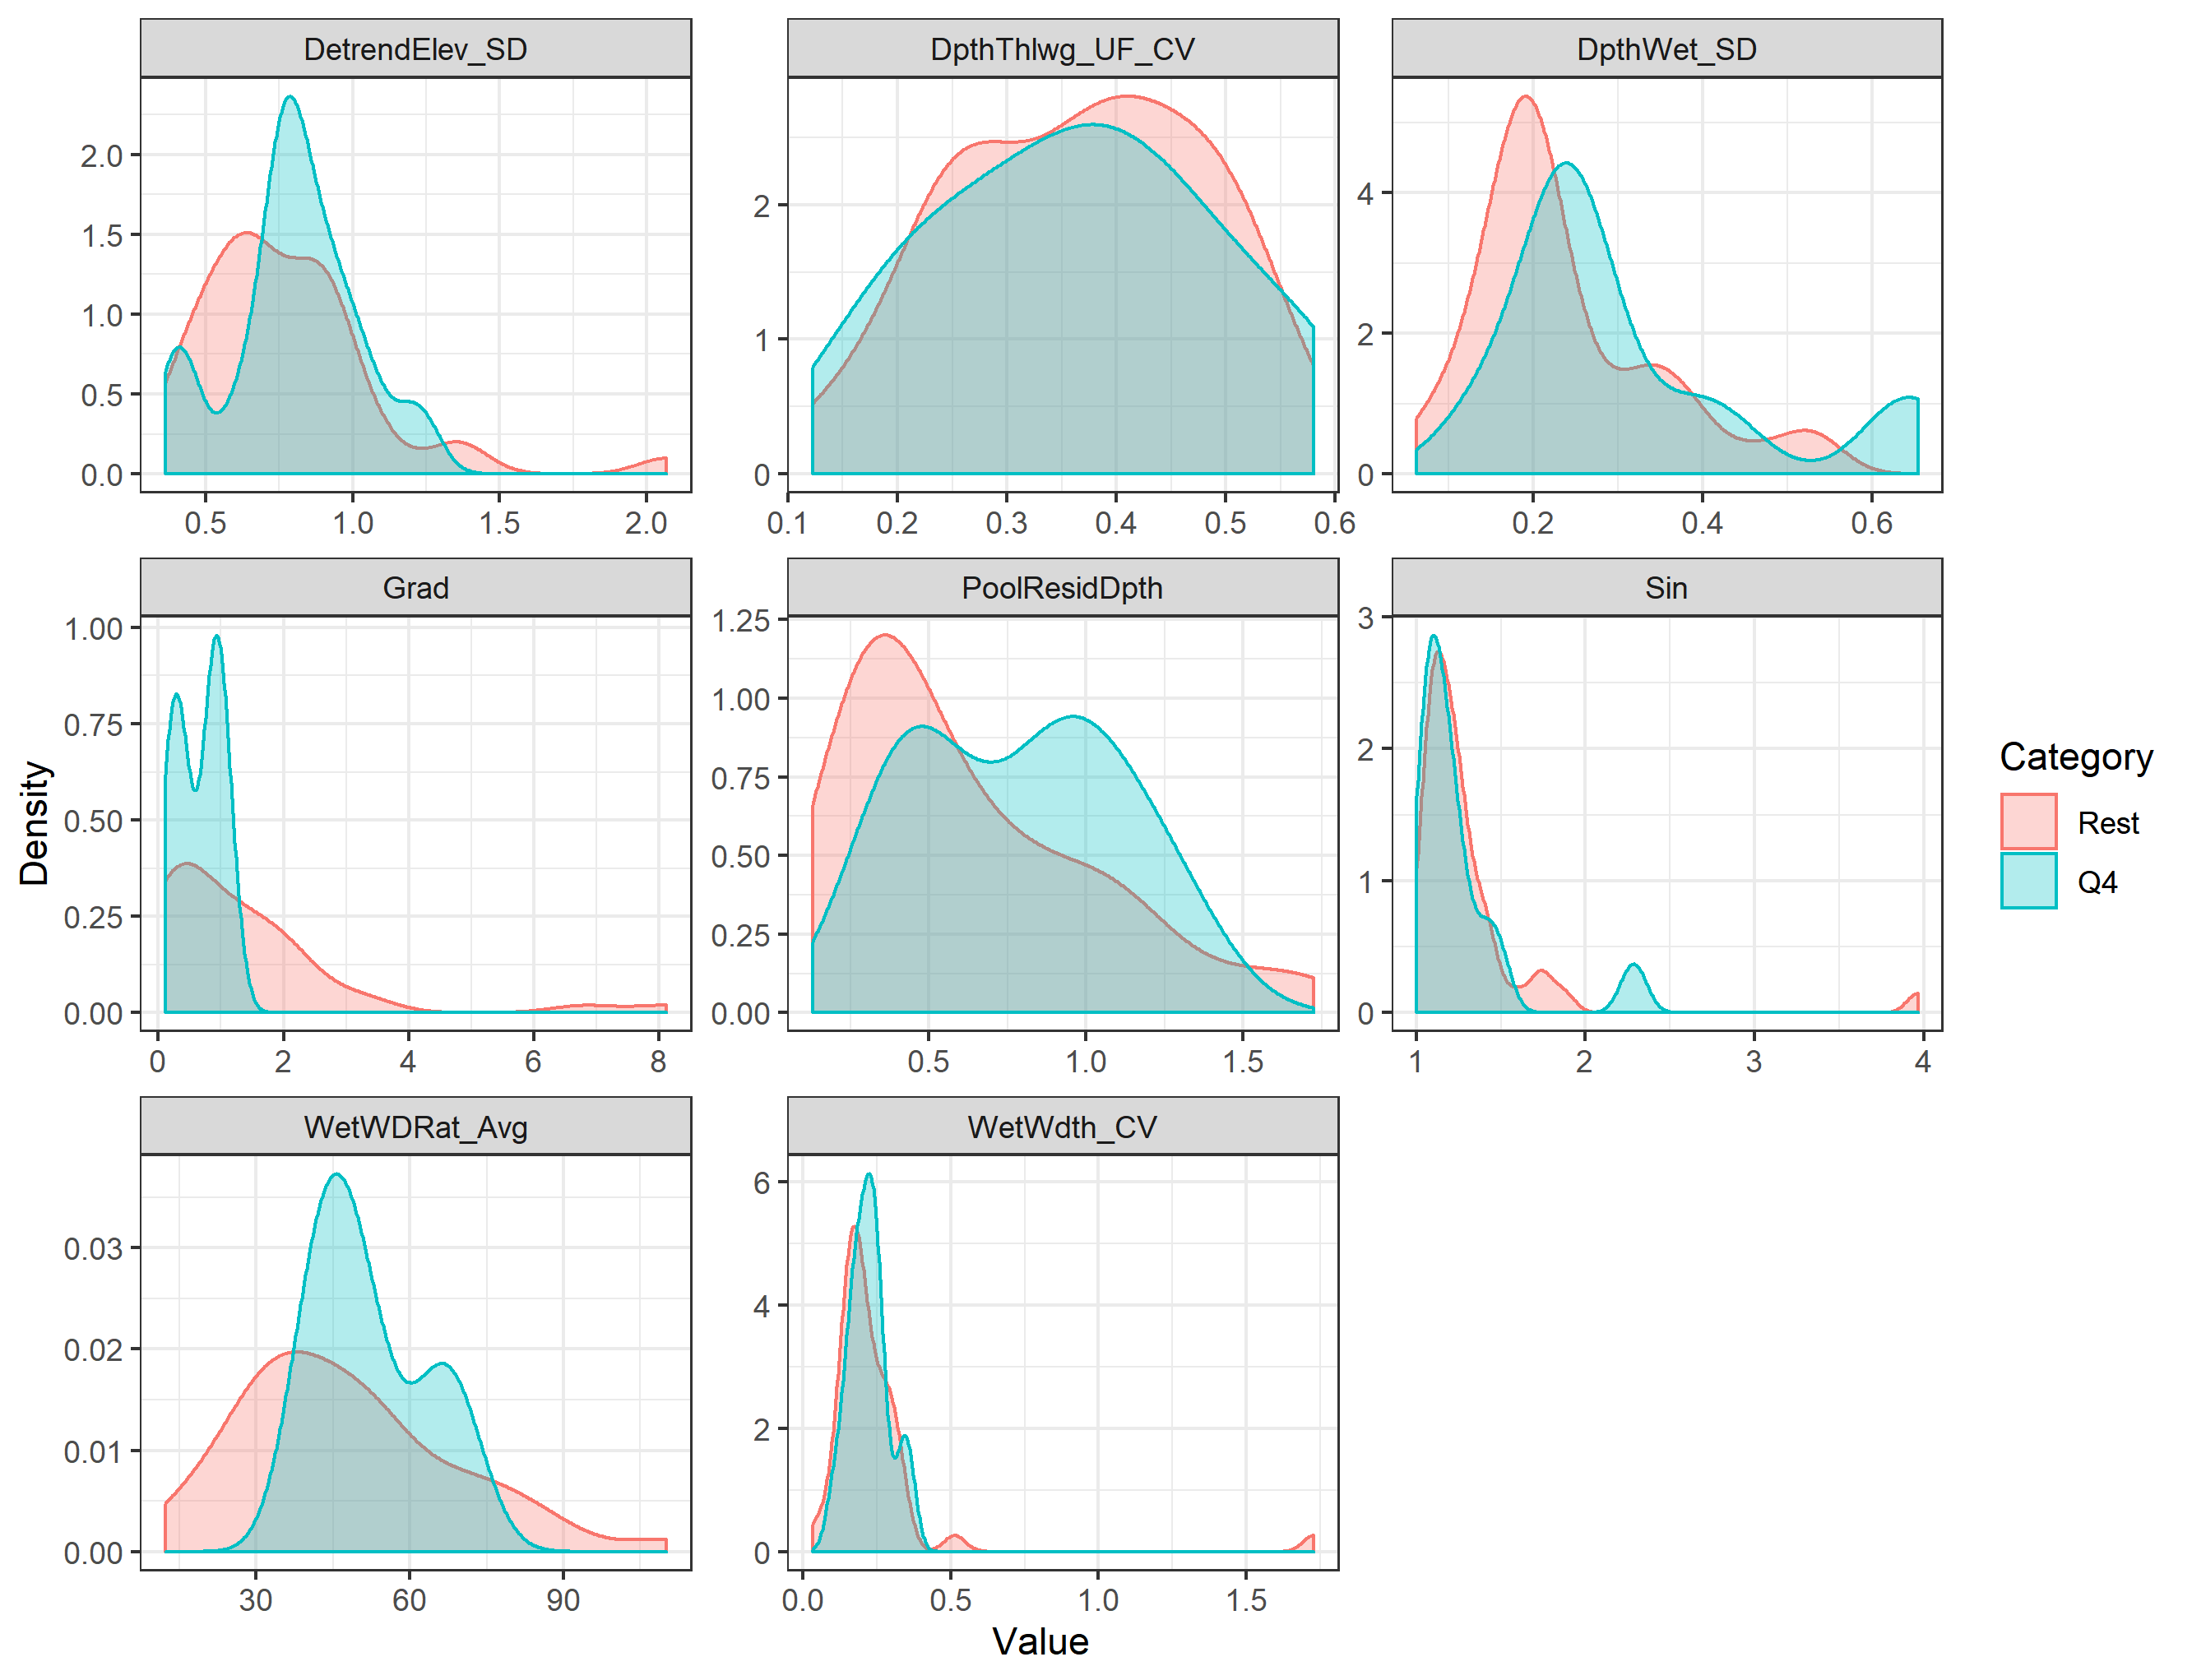 DetrendElev_SD
DpthThlwg_UF_CV
DpthWet_SD
2.0
1.5
1.0
0.5
0.0
2
1
0
4
2
0
0.5 1.0 1.5 2.0
0.1 0.2 0.3 0.4 0.5 0.6
0.2 0.4 0.6
Grad
PoolResidDpth
Sin
1.00
0.75
0.50
0.25
0.00
1.25
1.00
0.75
0.50
0.25
0.00
3
2
1
0
0 2 4 6 8
0.5 1.0 1.5
1 2 3 4
WetWDRat_Avg
WetWdth_CV
0.03
0.02
0.01
0.00
6
4
2
0
30 60 90
0.0 0.5 1.0 1.5
Density
Value
Category
Rest
Q4